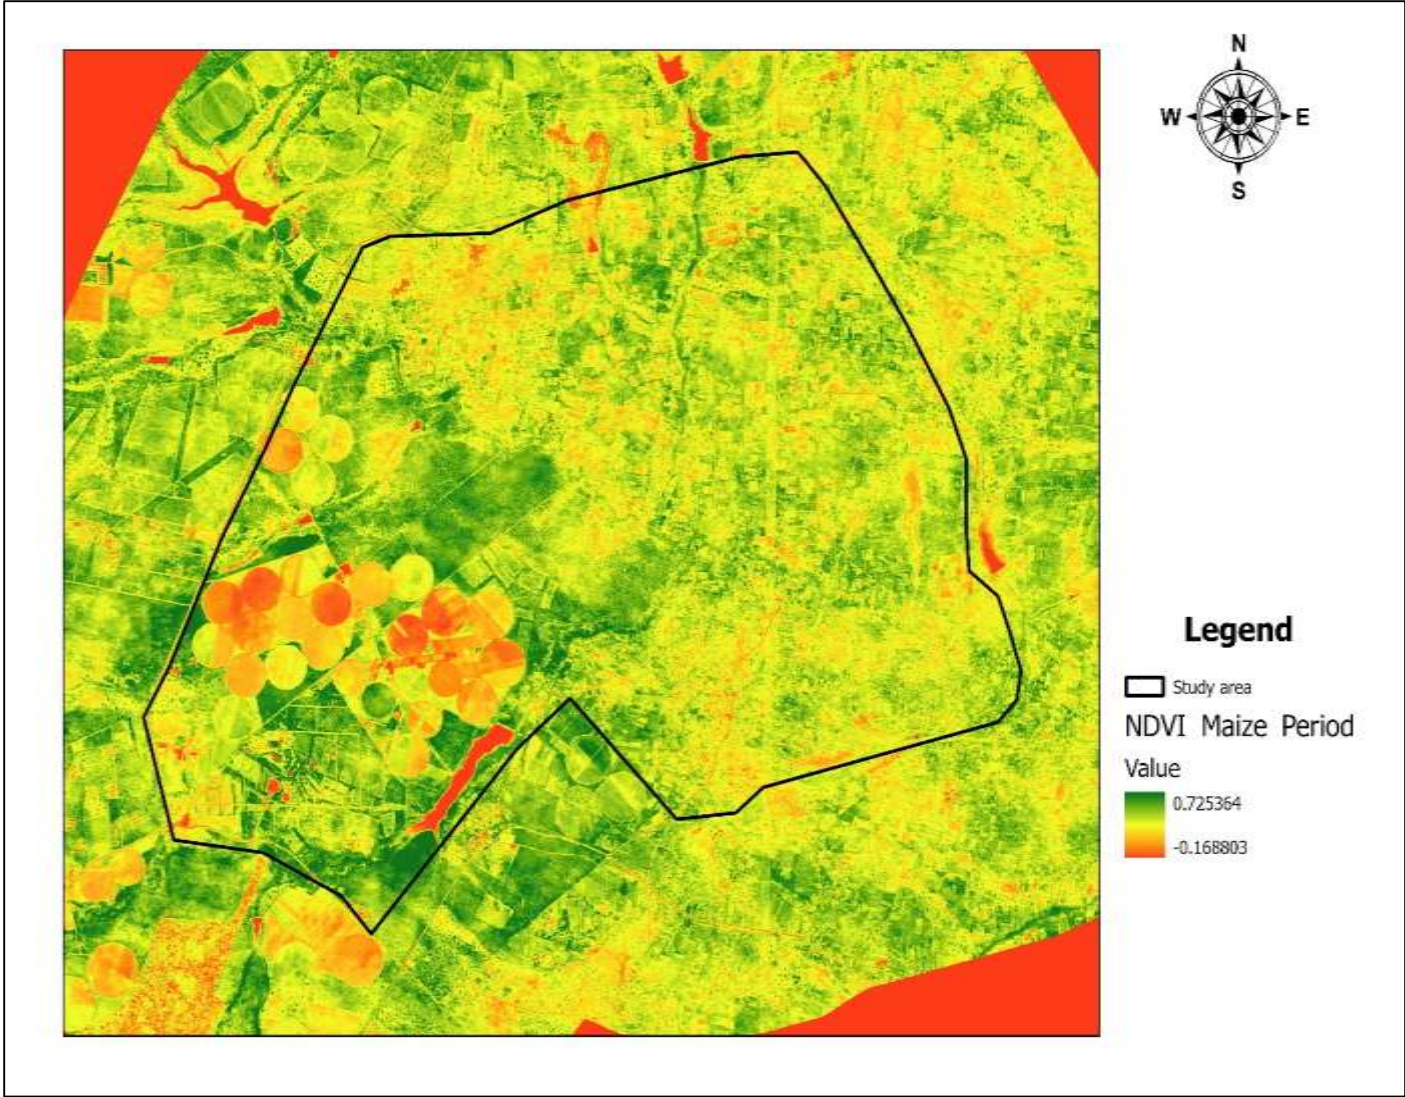 N
W E
S
Legend
Study area
NDVI Maize Period
Value
0.725364
-0.168803